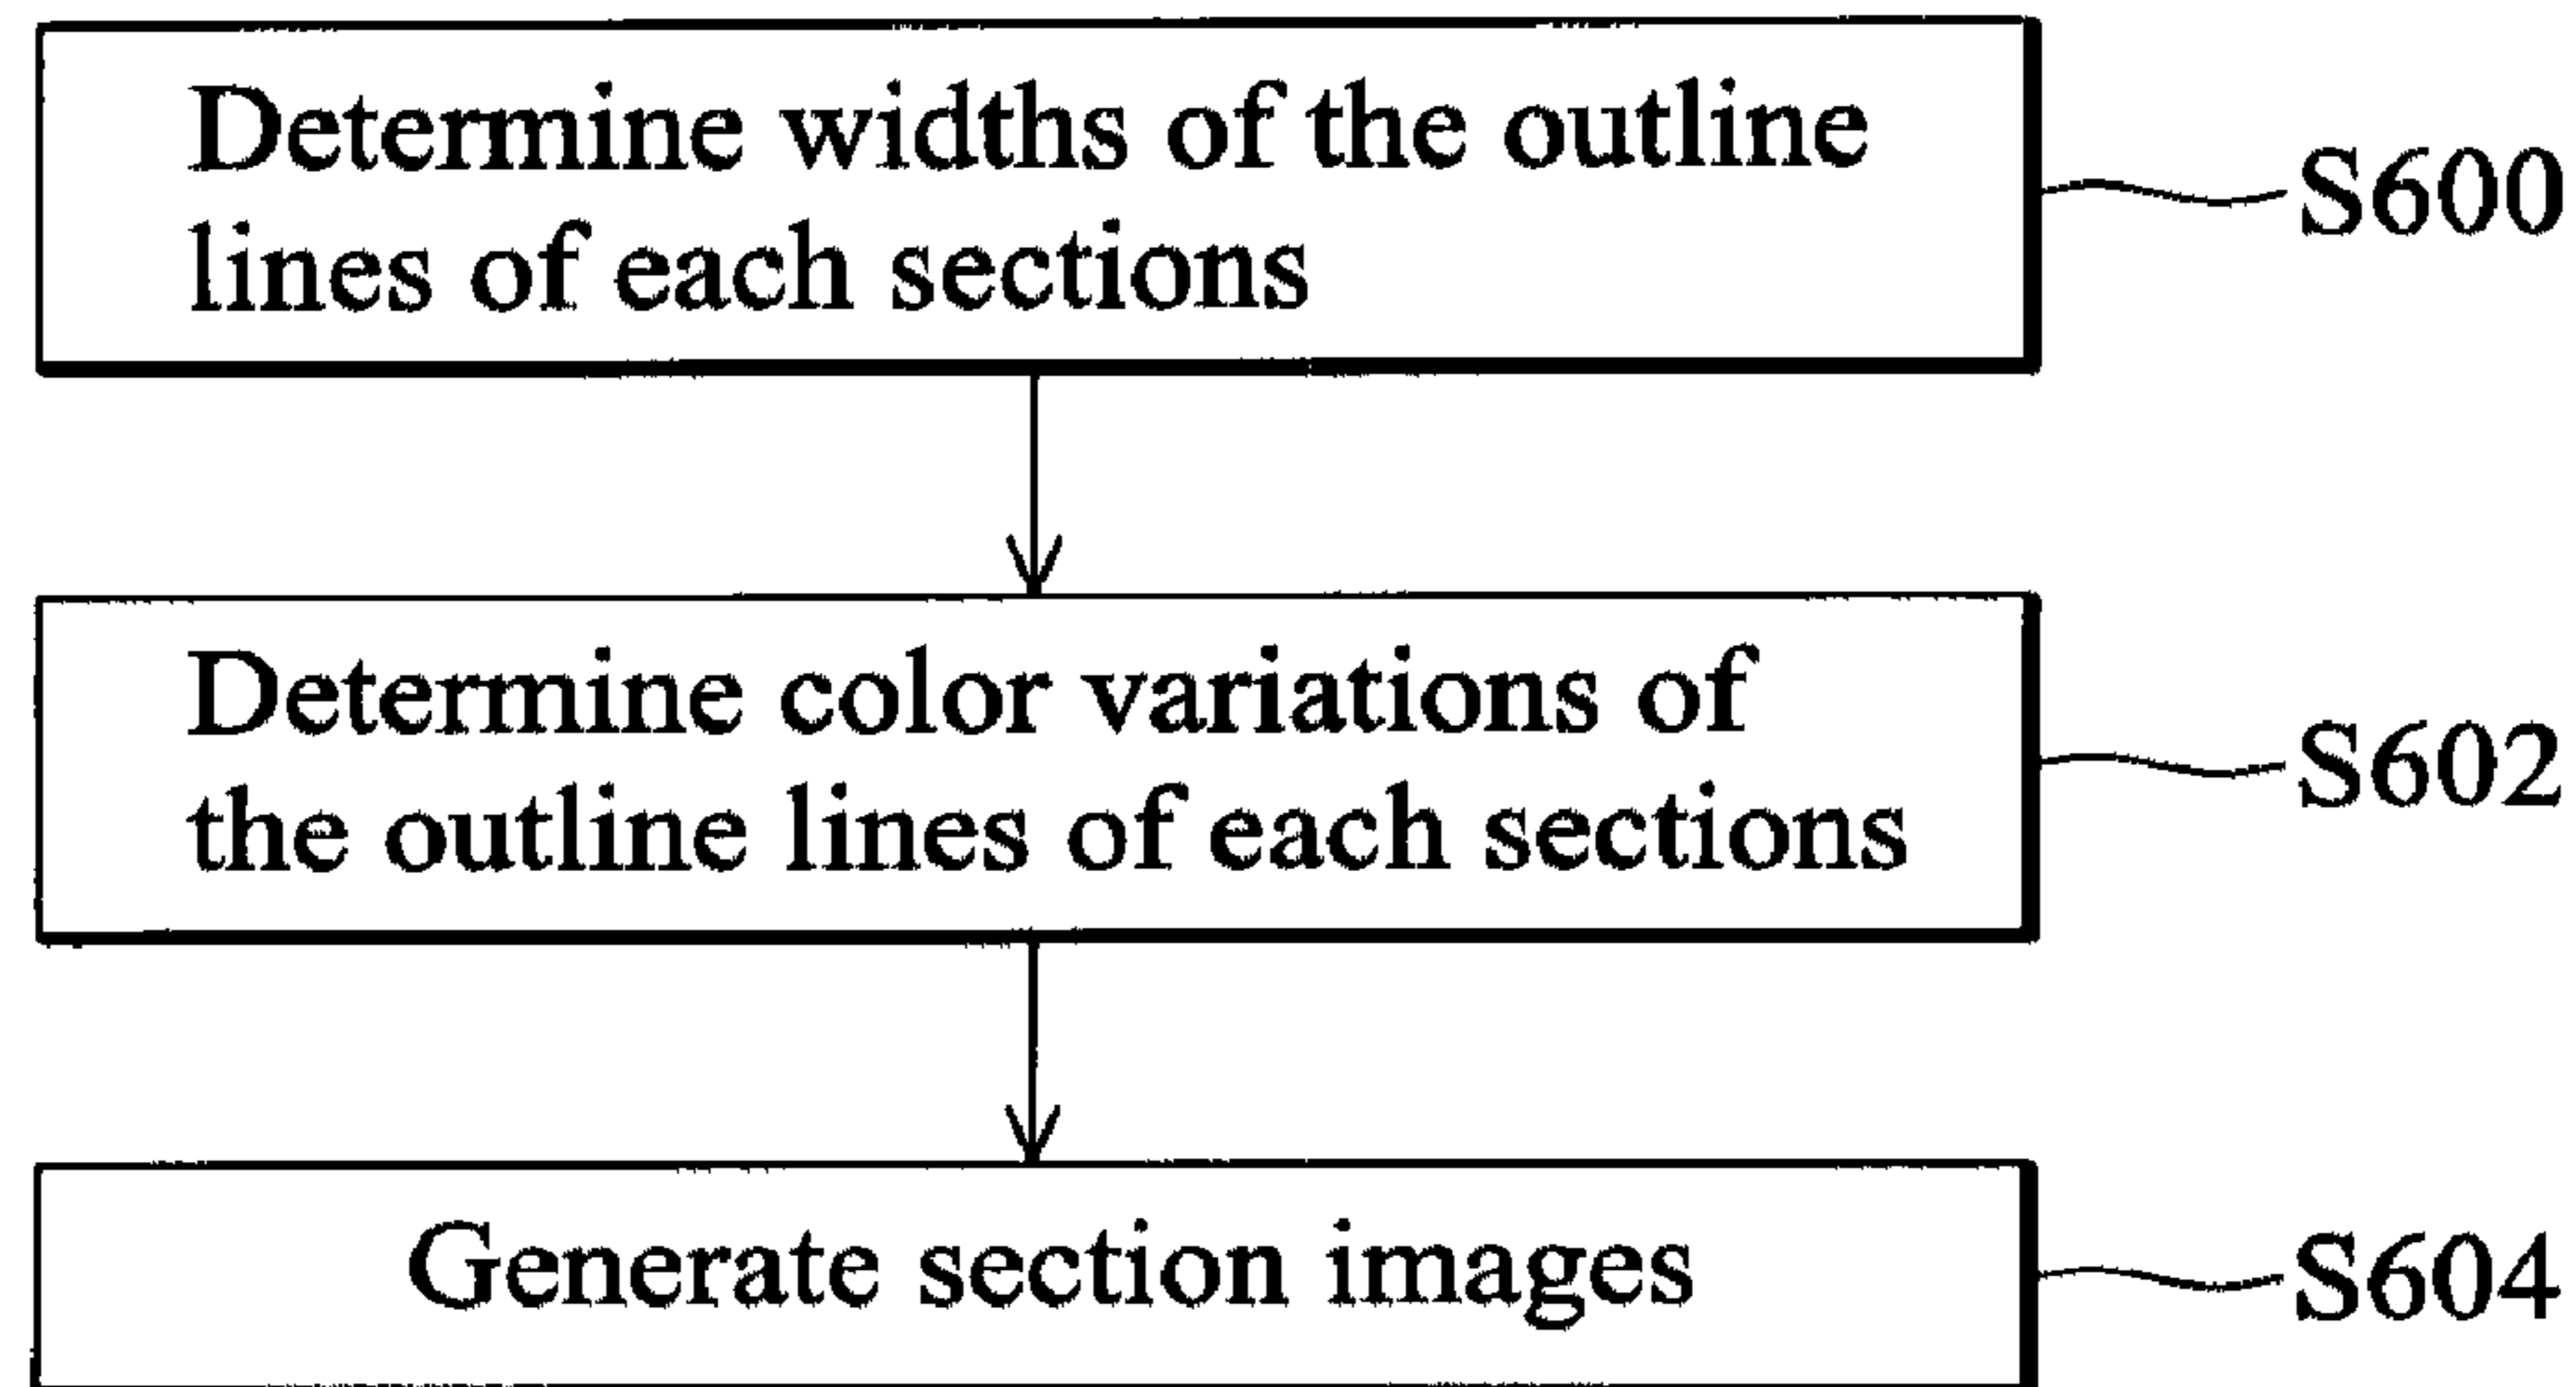 Determine widths of the outline
lines of each sections
S600
Determine color variations of
the outline lines of each sections
S602
Generate section images
S604